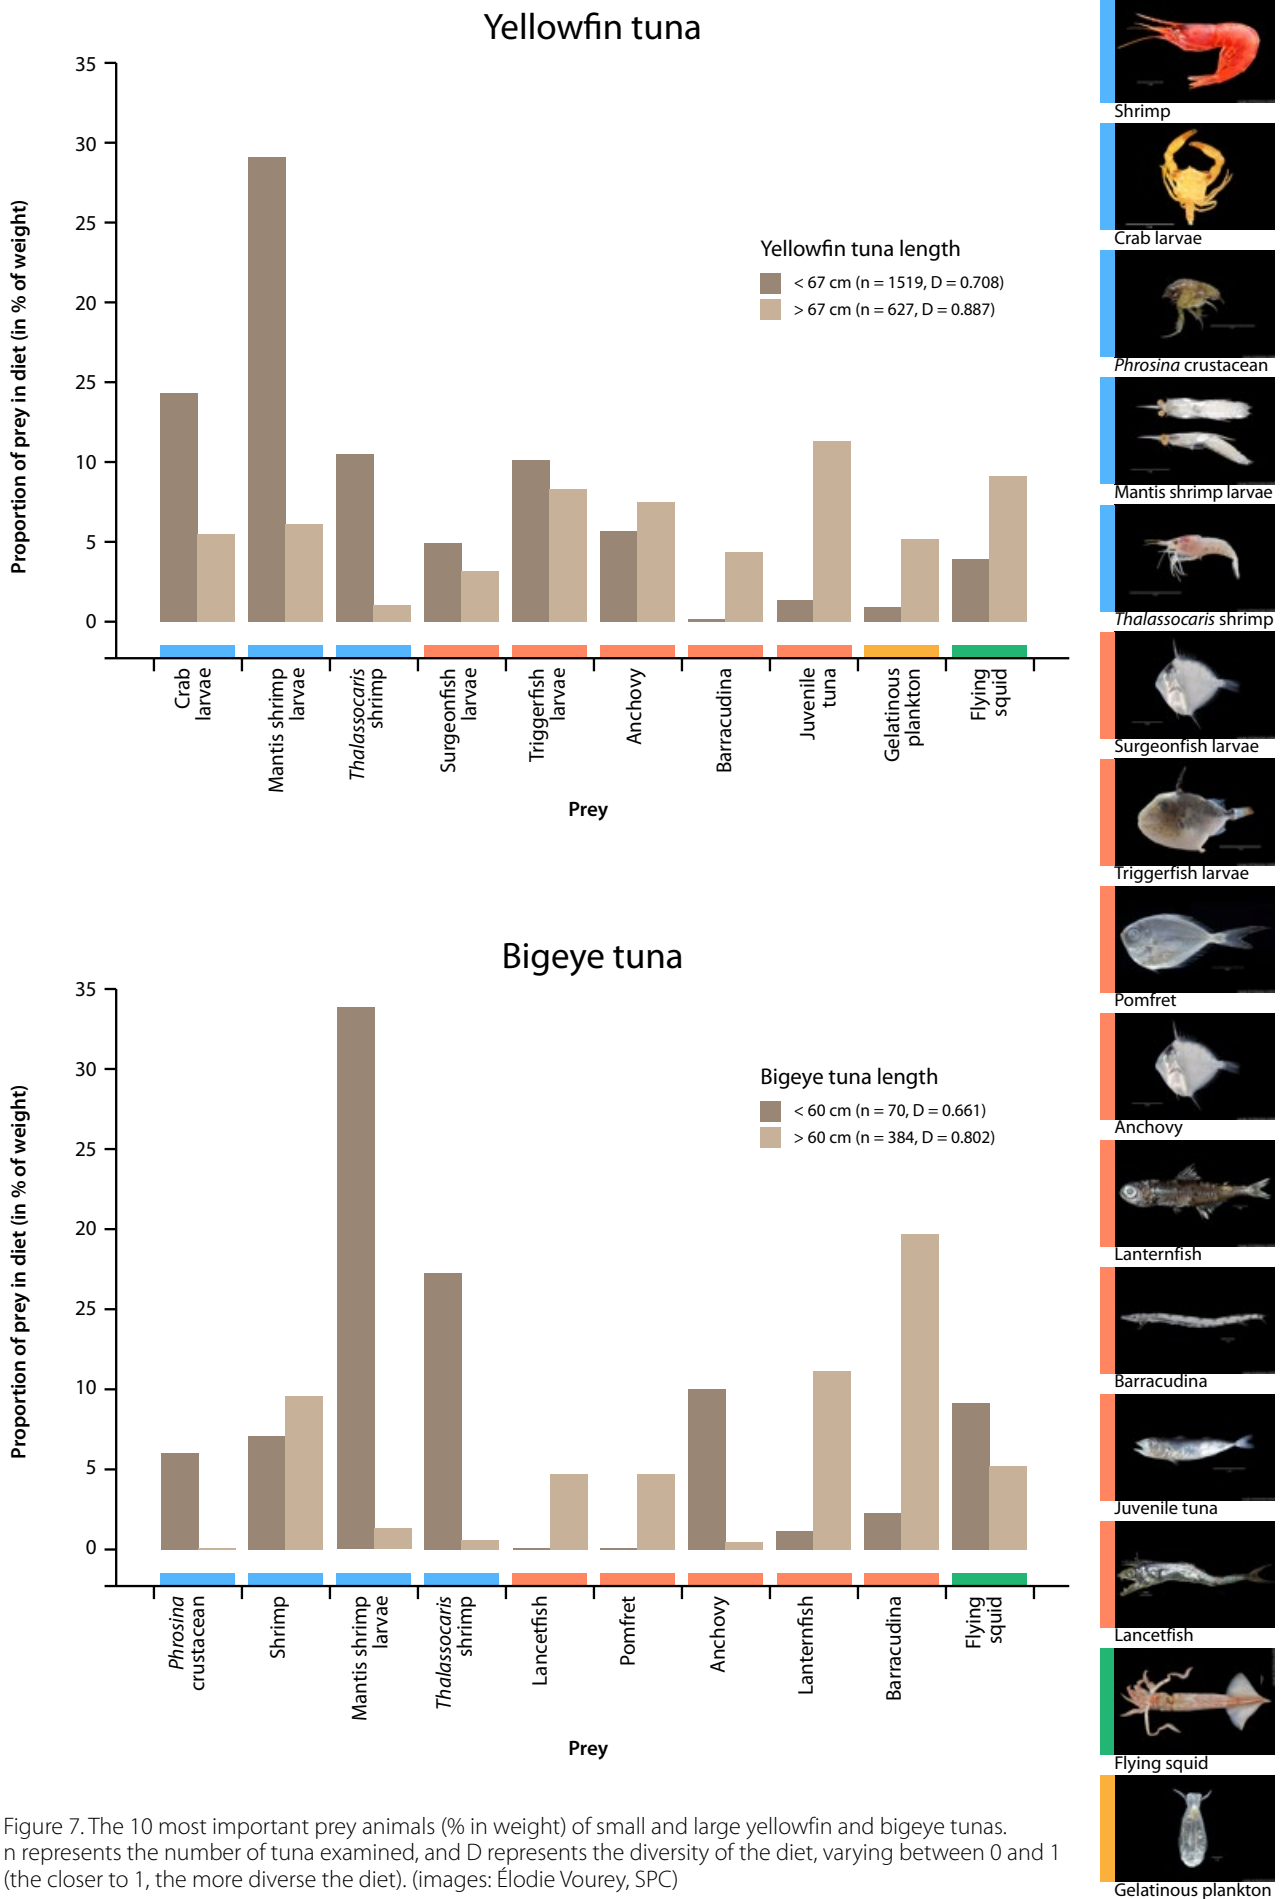 Yellowfin tuna
35
30
25
20
25
10
5
0
Proportion of prey in diet (in % of weight)
Yellowfin tuna length
< 67 cm (n = 1519, D = 0.708)
> 67 cm (n = 627, D = 0.887)
Crab
larvae
Mantis shrimp
larvae
Thalassocaris
shrimp
Surgeonfish
larvae
Triggerfish
larvae
Anchovy
Barracudina
Juvenile
tuna
Gelatinous
plankton
Flying
squid
Prey
Bigeye tuna
35
30
25
20
25
10
5
0
Proportion of prey in diet (in % of weight)
Bigeye tuna length
< 60 cm (n = 70, D = 0.661)
> 60 cm (n = 384, D = 0.802)
Phrosina
crustacean
Shrimp
Mantis shrimp
larvae
Thalassocaris
shrimp
Lancetfish
Pomfret
Anchovy
Lanternfish
Barracudina
Flying
squid
Prey
Shrimp
Crab larvae
Phrosina crustacean
Mantis shrimp larvae
Thalassocaris shrimp
Surgeonfish larvae
Triggerfish larvae
Pomfret
Anchovy
Lanternfish
Barracudina
Juvenile tuna
Lancetfish
Flying squid
Gelatinous plankton
Figure 7. The 10 most important prey animals (% in weight) of small and large yellowfin and bigeye tunas.
n represents the number of tuna examined, and D represents the diversity of the diet, varying between 0 and 1
(the closer to 1, the more diverse the diet). (images: Élodie Vourey, SPC)